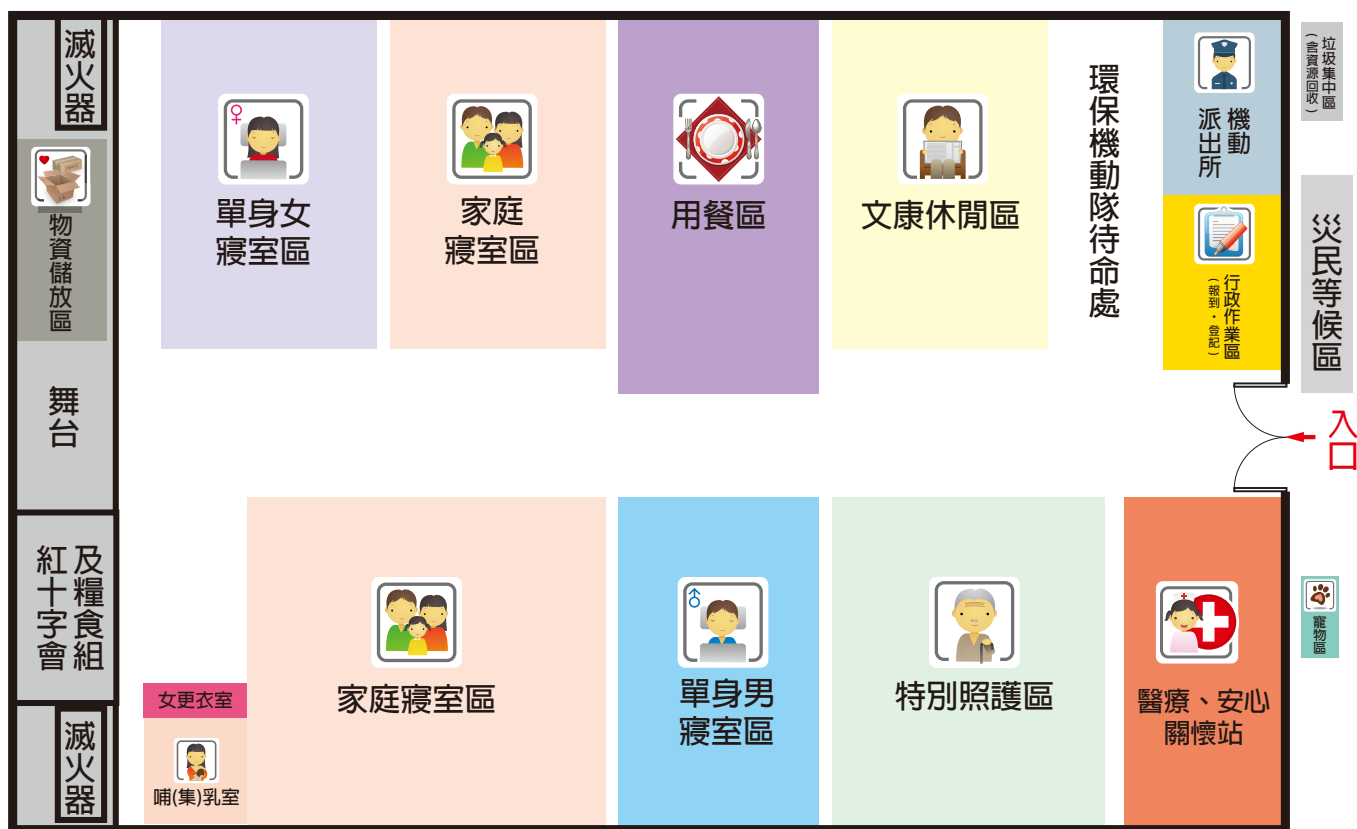 滅火器
物資儲放區
舞台
紅十字會
及糧食組
滅火器
單身女
寢室區
家庭
寢室區
用餐區
文康休閒區
環保機動隊待命處
機動
派出所
行政作業區
(報到・登記)
垃圾集中區
(含資源回收)
災民等候區
入口
女更衣室
哺(集)乳室
家庭寢室區
單身男
寢室區
特別照護區
醫療、安心
關懷站
寵物區